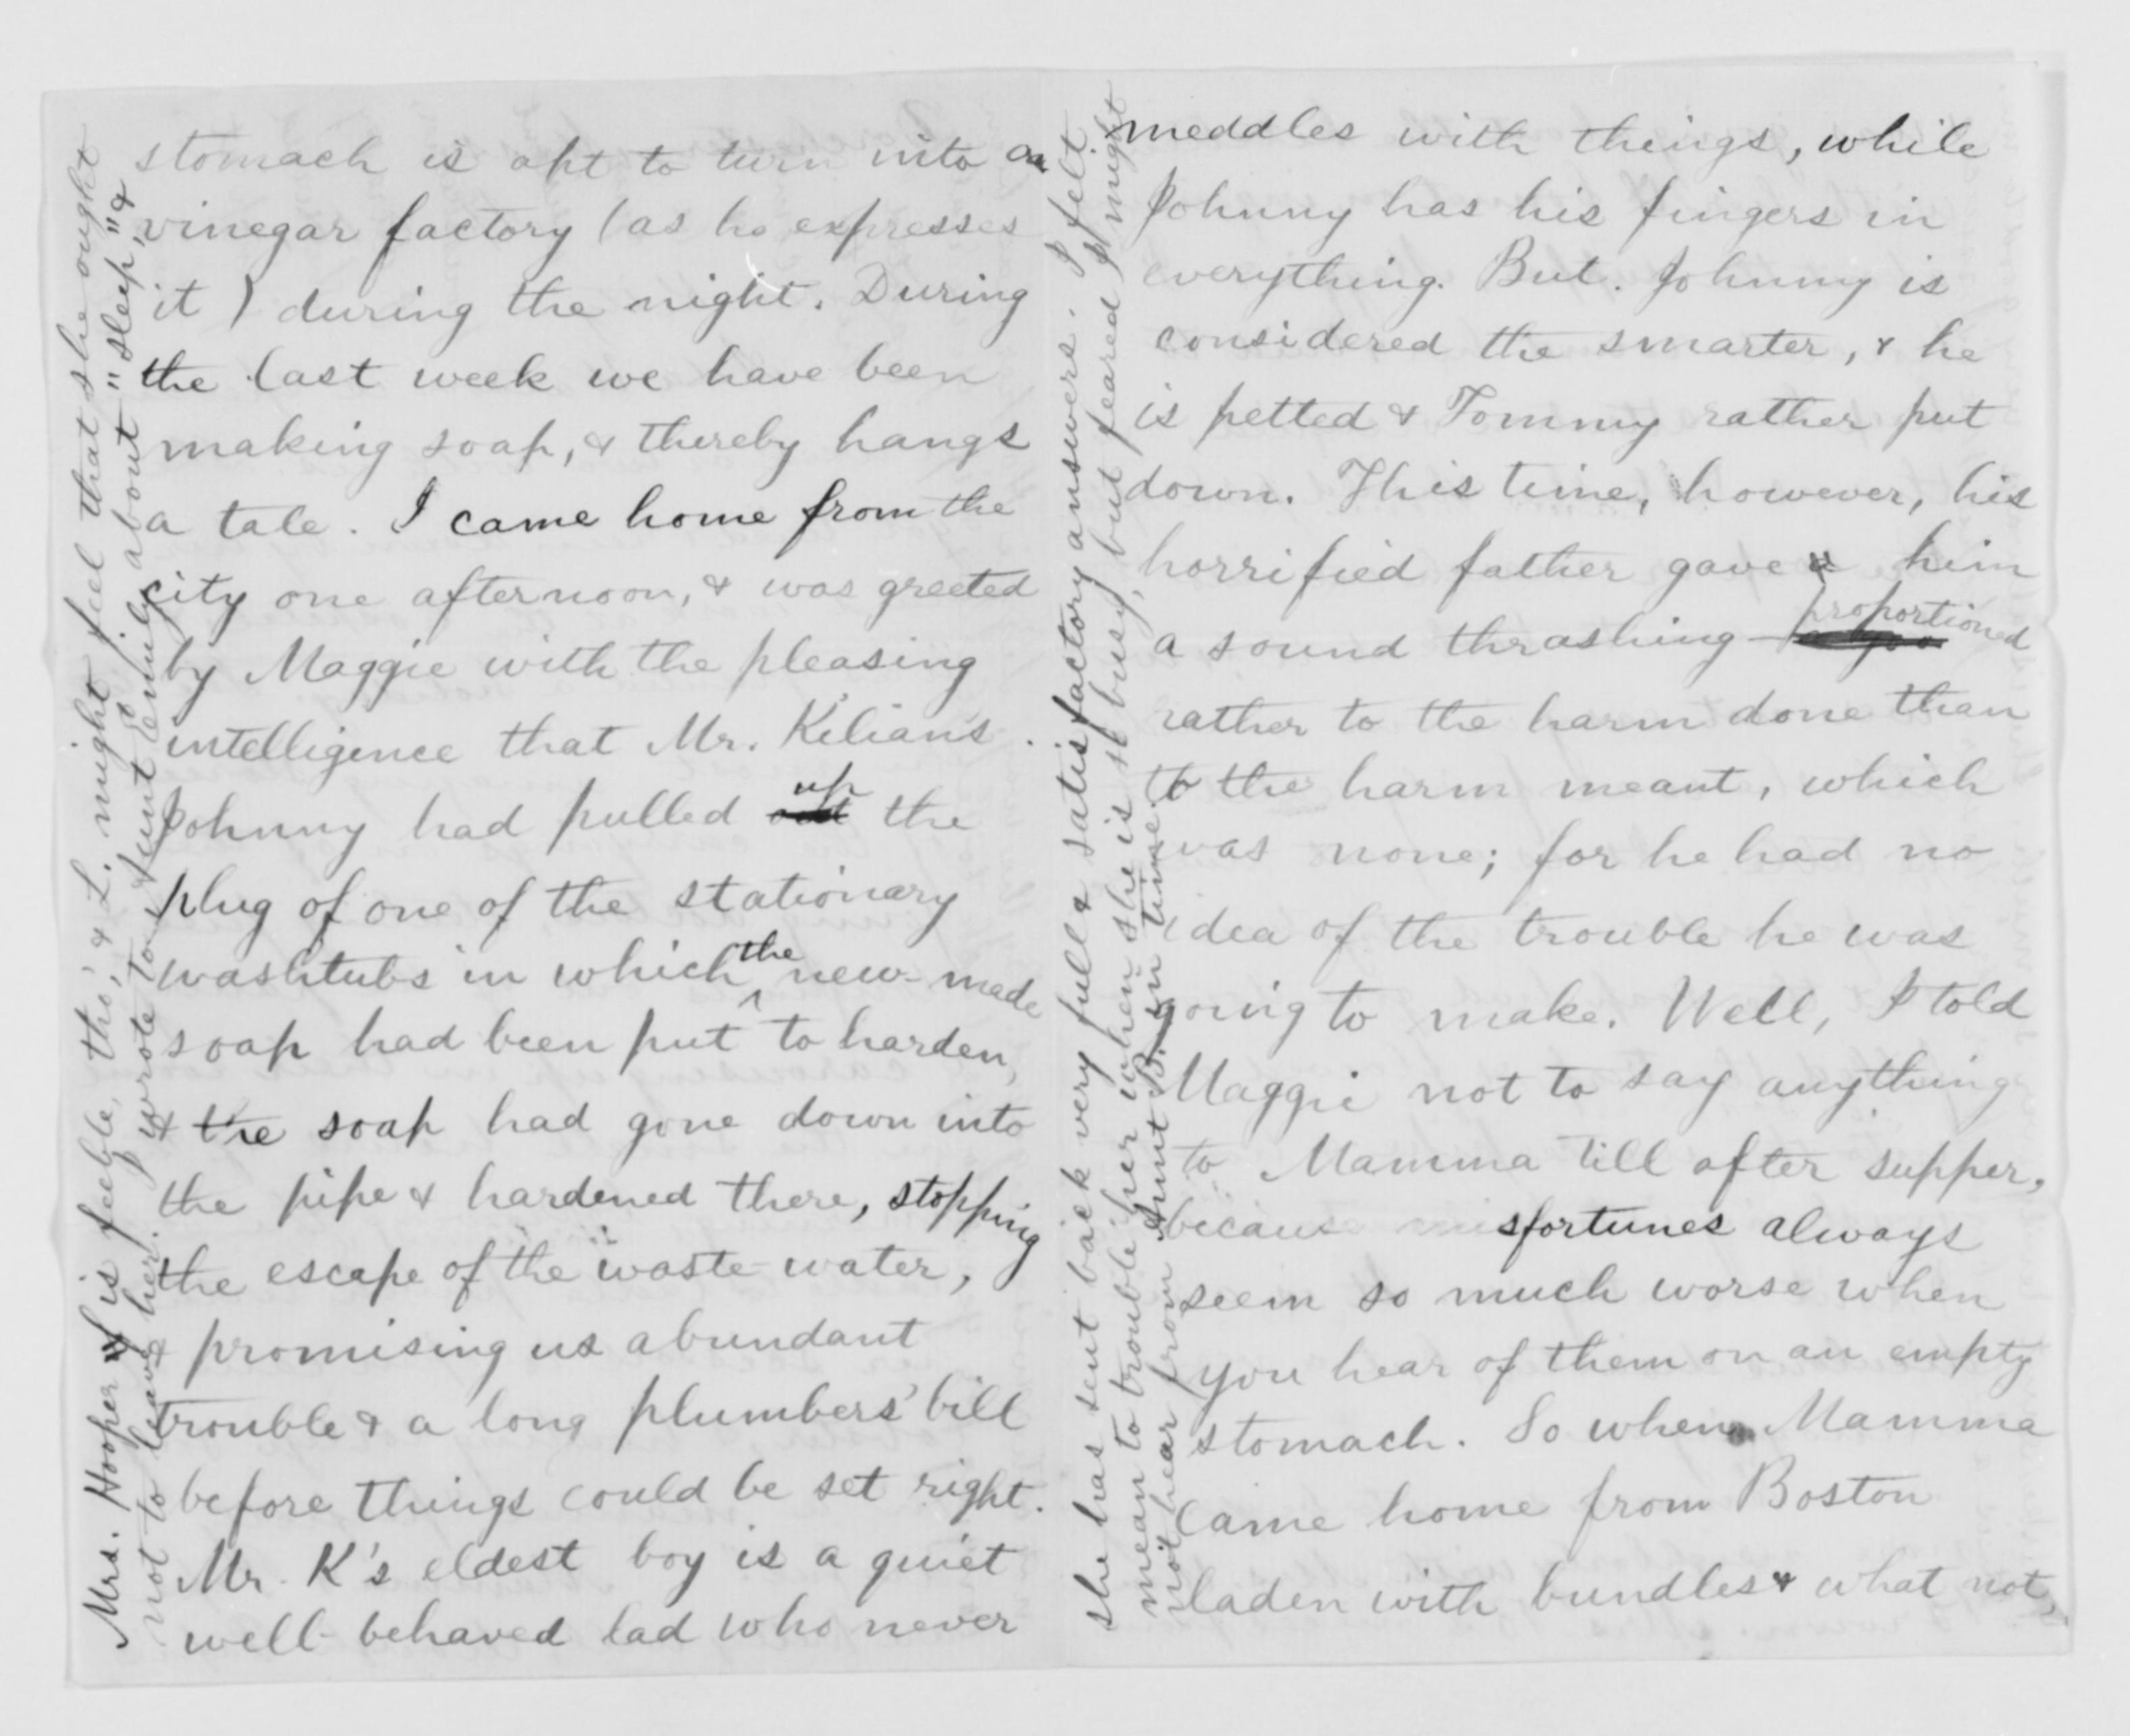 stomach is apt to turn into a
vinegar factory (as he expresses
it) during the night. During
the last week we have been
making soap, & thereby hangs
a tale. I came home from the
city one afternoon, & was greeted
by Maggie with the pleasing
intelligence that Mr. Kilian's
Johnny had pulled up the
plug of one of the stationary
washtubs in which the new-made
soap had been put to harden,
& the soap had gone down into
the pipe & hardened there, stopping
the escape of the waste-water,
& promising us abundant
trouble & a long plumbers' bill
before things could be set right.
Mr. K's eldest boy is a quiet
well-behaved lad who never
meddles with things, while
Johnny has his fingers in
everything. But Johnny is
considered the smarter, & he
is petted & Tommy rather put
down. This time, however, his
horrified father gave him
a sound thrashing – proportioned
rather to the harm done than
to the harm meant, which
was none; for he had no
idea of the trouble he was
going to make. Well, I told
Maggie not to say anything
to Mamma till after supper,
because misfortunes always
seem so much worse when
you hear of them on an empty
stomach. So when Mamma
came home from Boston
laden with bundles & what not,
Mrs. Hooper is feeble, tho', & L. might feel that she ought
not to leave her. I wrote to Aunt Emily about "sleep," &
she has sent back very full & satisfactory answers. I felt
mean to trouble her when she is so busy, but feared I might
not hear from Aunt B. in time.